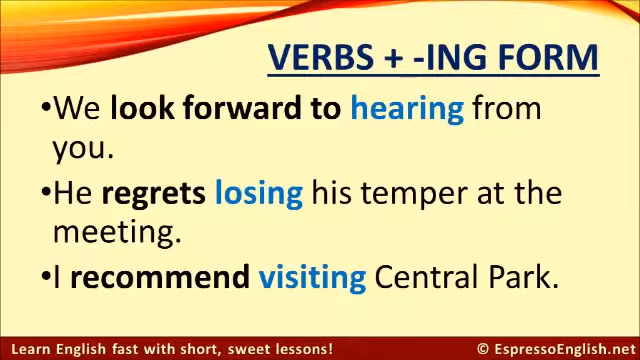 VERBS + -ING FORM
•We look forward to hearing from
you.
•He regrets losing his temper at the
meeting.
•I recommend visiting Central Park.
Learn English fast with short, sweet lessons!
© EspressoEnglish.net